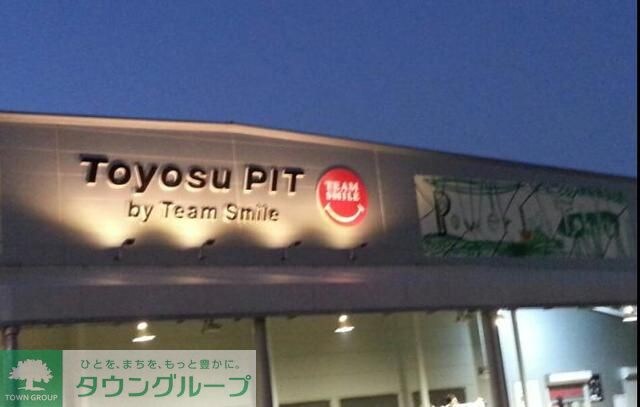 Toyosu PIT
by Team Smile
TEAM
SMILE
Power
ひとを、まちを、もっと豊かに。
タウングループ
TOWN GROUP